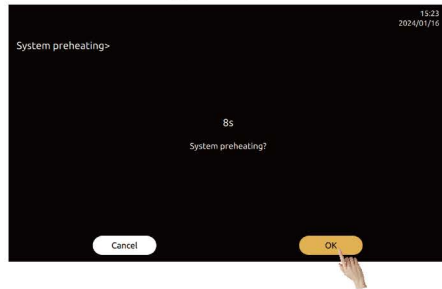 15:23
2024/01/16
System preheating>
8s
System preheating?
Cancel
OK